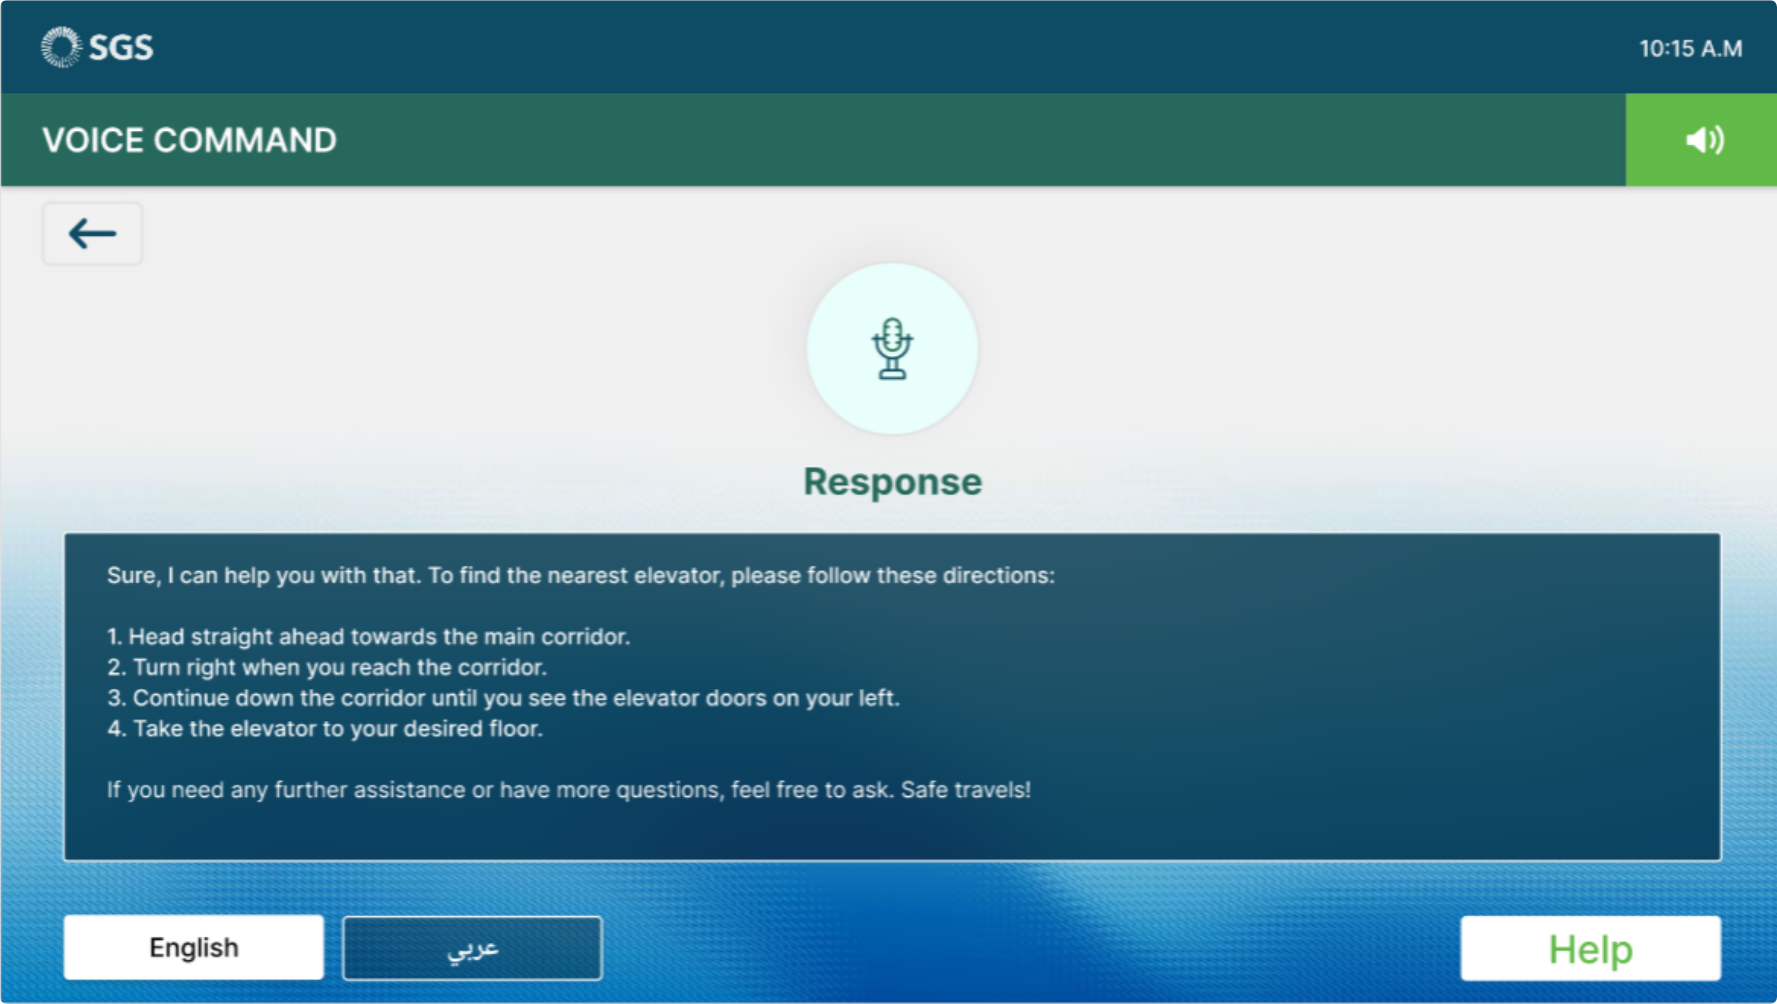 SGS
10:15 A.M
VOICE COMMAND
Response
Sure, I can help you with that. To find the nearest elevator, please follow these directions:
1. Head straight ahead towards the main corridor.
2. Turn right when you reach the corridor.
3. Continue down the corridor until you see the elevator doors on your left.
4. Take the elevator to your desired floor.
If you need any further assistance or have more questions, feel free to ask. Safe travels!
English
عربي
Help